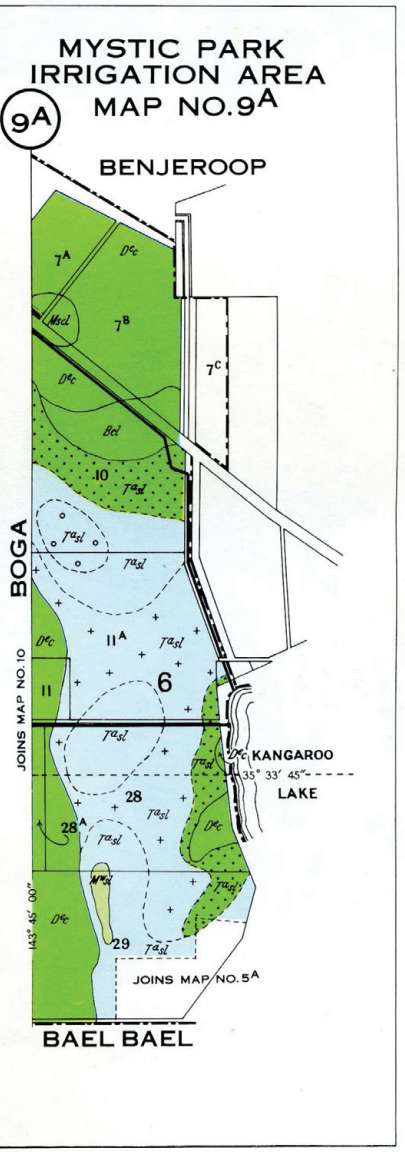 MYSTIC PARK
IRRIGATION AREA
MAP NO.9A
9A
BENJEROOP
7A
Dec
Mscl
7B
7C
Dec
Bcl
10
Tasl
Tasl
Tasl
BOGA
Dec
11A
Tasl
11
6
JOINS MAP NO.10
Tasl
Tasl
Dec
KANGAROO
LAKE
35° 33' 45"
28
28A
Tasl
Tasl
Dec
Mwsl
Tasl
Dec
143° 45' 00"
29
Tasl
JOINS MAP NO.5A
BAEL BAEL